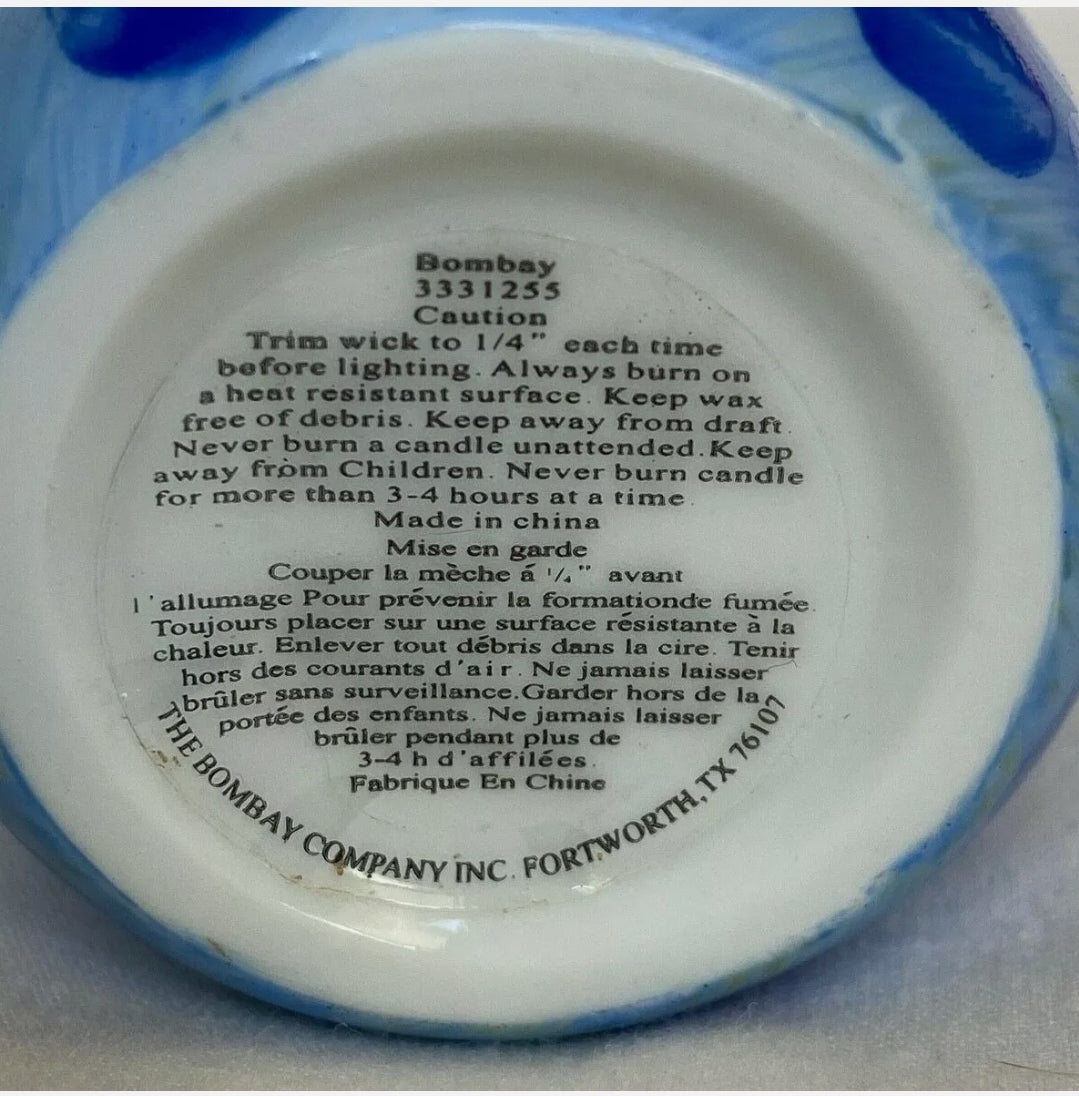 Bombay
3331255
Caution
Trim wick to 1/4" each time
before lighting. Always burn on
a heat resistant surface. Keep wax
free of debris. Keep away from draft.
Never burn a candle unattended.Keep
away fròm Children. Never burn candle
for more than 3-4 hours at a time.
Made in china
Mise en garde
Couper la mèche á 1/4" avant
l'allumage Pour prévenir la formationde fumée.
Toujours placer sur une surface résistante à la
chaleur. Enlever tout débris dans la cire. Tenir
hors des courants d'air. Ne jamais laisser
brûler sans surveillance.Garder hors de la
portée des enfants. Ne jamais laisser
brûler pendant plus de
3-4 h d'affilées.
Fabrique En Chine
THE BOMBAY COMPANY INC. FORTWORTH, TX 76107